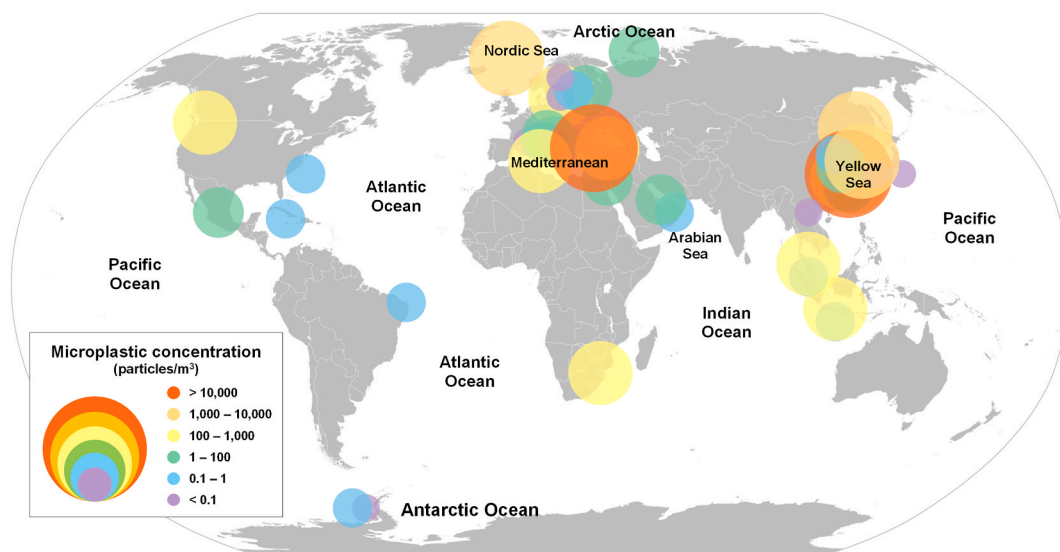 Arctic Ocean
Nordic Sea
Mediterranean
Yellow
Sea
Atlantic
Ocean
Pacific
Ocean
Arabian
Sea
Pacific
Ocean
Indian
Ocean
Atlantic
Ocean
Microplastic concentration
(particles/m³)
> 10,000
1,000 – 10,000
100 – 1,000
1 – 100
0.1 – 1
< 0.1
Antarctic Ocean